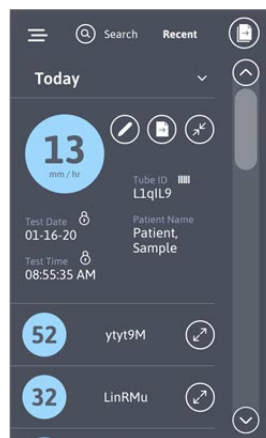 Search Recent
Today
13
mm / hr
Tube ID
L1qIL9
Test Date
01-16-20
Patient Name
Patient,
Sample
Test Time
08:55:35 AM
52 ytyt9M
32 LinRMu